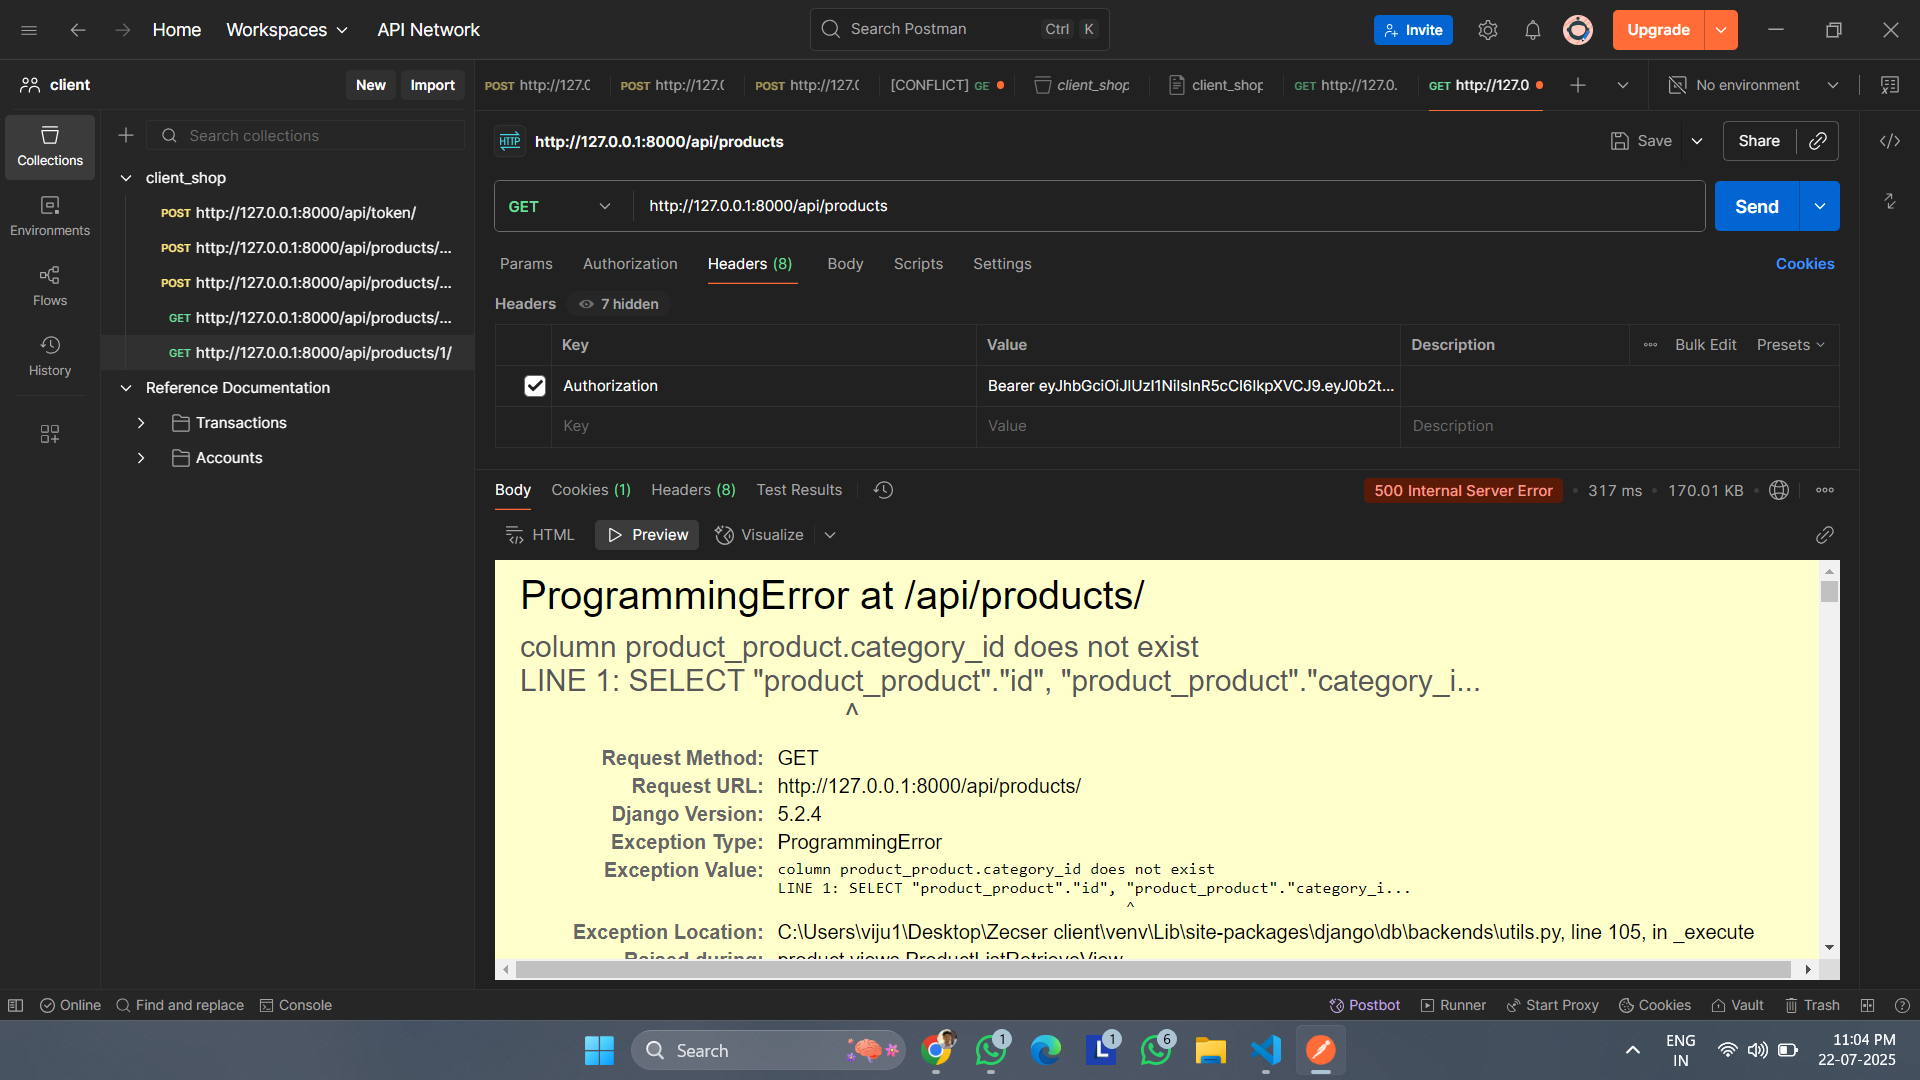 Home
Workspaces
API Network
Search Postman
Ctrl
K
Invite
Upgrade
client
New
Import
POST http://127.0
POST http://127.0
POST http://127.0
[CONFLICT] GE
client_shop
client_shop
GET http://127.0.
GET http://127.0.
No environment
Collections
Environments
Flows
History
Search collections
client_shop
POST http://127.0.0.1:8000/api/token/
POST http://127.0.0.1:8000/api/products/...
POST http://127.0.0.1:8000/api/products/...
GET http://127.0.0.1:8000/api/products/...
GET http://127.0.0.1:8000/api/products/1/
Reference Documentation
Transactions
Accounts
HTTP http://127.0.0.1:8000/api/products
Save
Share
GET http://127.0.0.1:8000/api/products
Send
Params Authorization Headers (8) Body Scripts Settings
Cookies
Headers 7 hidden
Key Value Description Bulk Edit Presets
Authorization Bearer eyJhbGciOiJIUzI1NiIsInR5cCI6IkpXVCJ9.eyJ0b2t...
Key Value Description
Body Cookies (1) Headers (8) Test Results
500 Internal Server Error 317 ms 170.01 KB
HTML Preview Visualize
ProgrammingError at /api/products/
column product_product.category_id does not exist
LINE 1: SELECT "product_product"."id", "product_product"."category_i...
^
Request Method: GET
Request URL: http://127.0.0.1:8000/api/products/
Django Version: 5.2.4
Exception Type: ProgrammingError
Exception Value: column product_product.category_id does not exist
LINE 1: SELECT "product_product"."id", "product_product"."category_i...
^
Exception Location: C:\Users\viju1\Desktop\Zecser client\venv\Lib\site-packages\django\db\backends\utils.py, line 105, in _execute
Raised during: product.views.ProductListRetrieveView
Online Find and replace Console
Postbot Runner Start Proxy Cookies Vault Trash
Search
1
L
1
6
ENG
IN
11:04 PM
22-07-2025